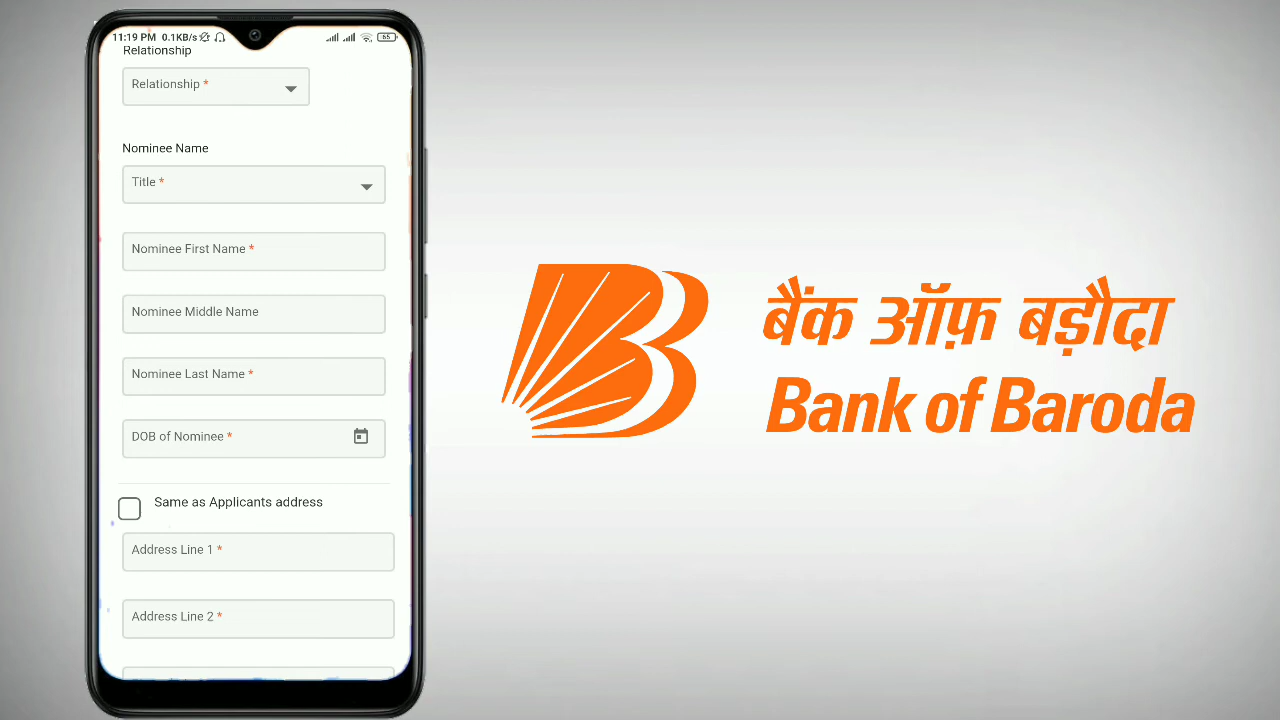 11:19 PM 0.1KB/s 65
Relationship
Relationship *
Nominee Name
Title *
Nominee First Name *
Nominee Middle Name
Nominee Last Name *
DOB of Nominee *
Same as Applicants address
Address Line 1 *
Address Line 2 *
बैंक ऑफ़ बड़ौदा
Bank of Baroda